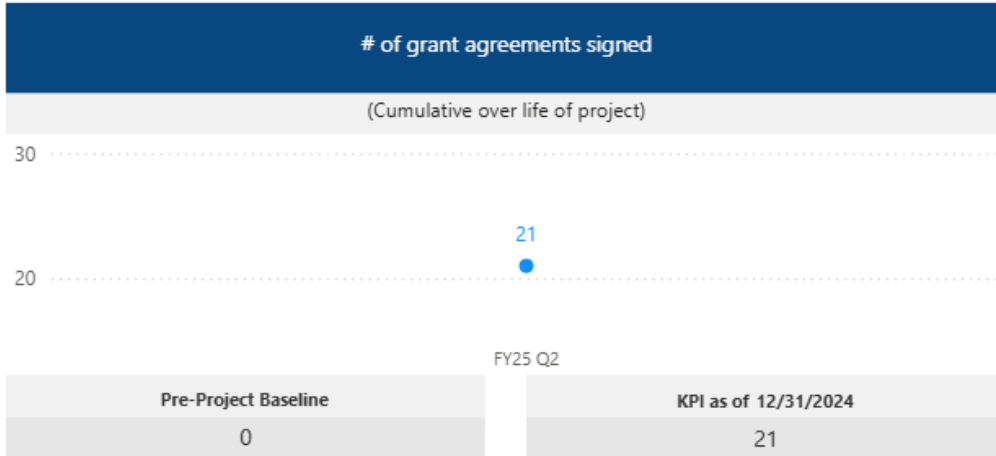 # of grant agreements signed
(Cumulative over life of project)
30
21
20
FY25 Q2
Pre-Project Baseline
KPI as of 12/31/2024
0
21